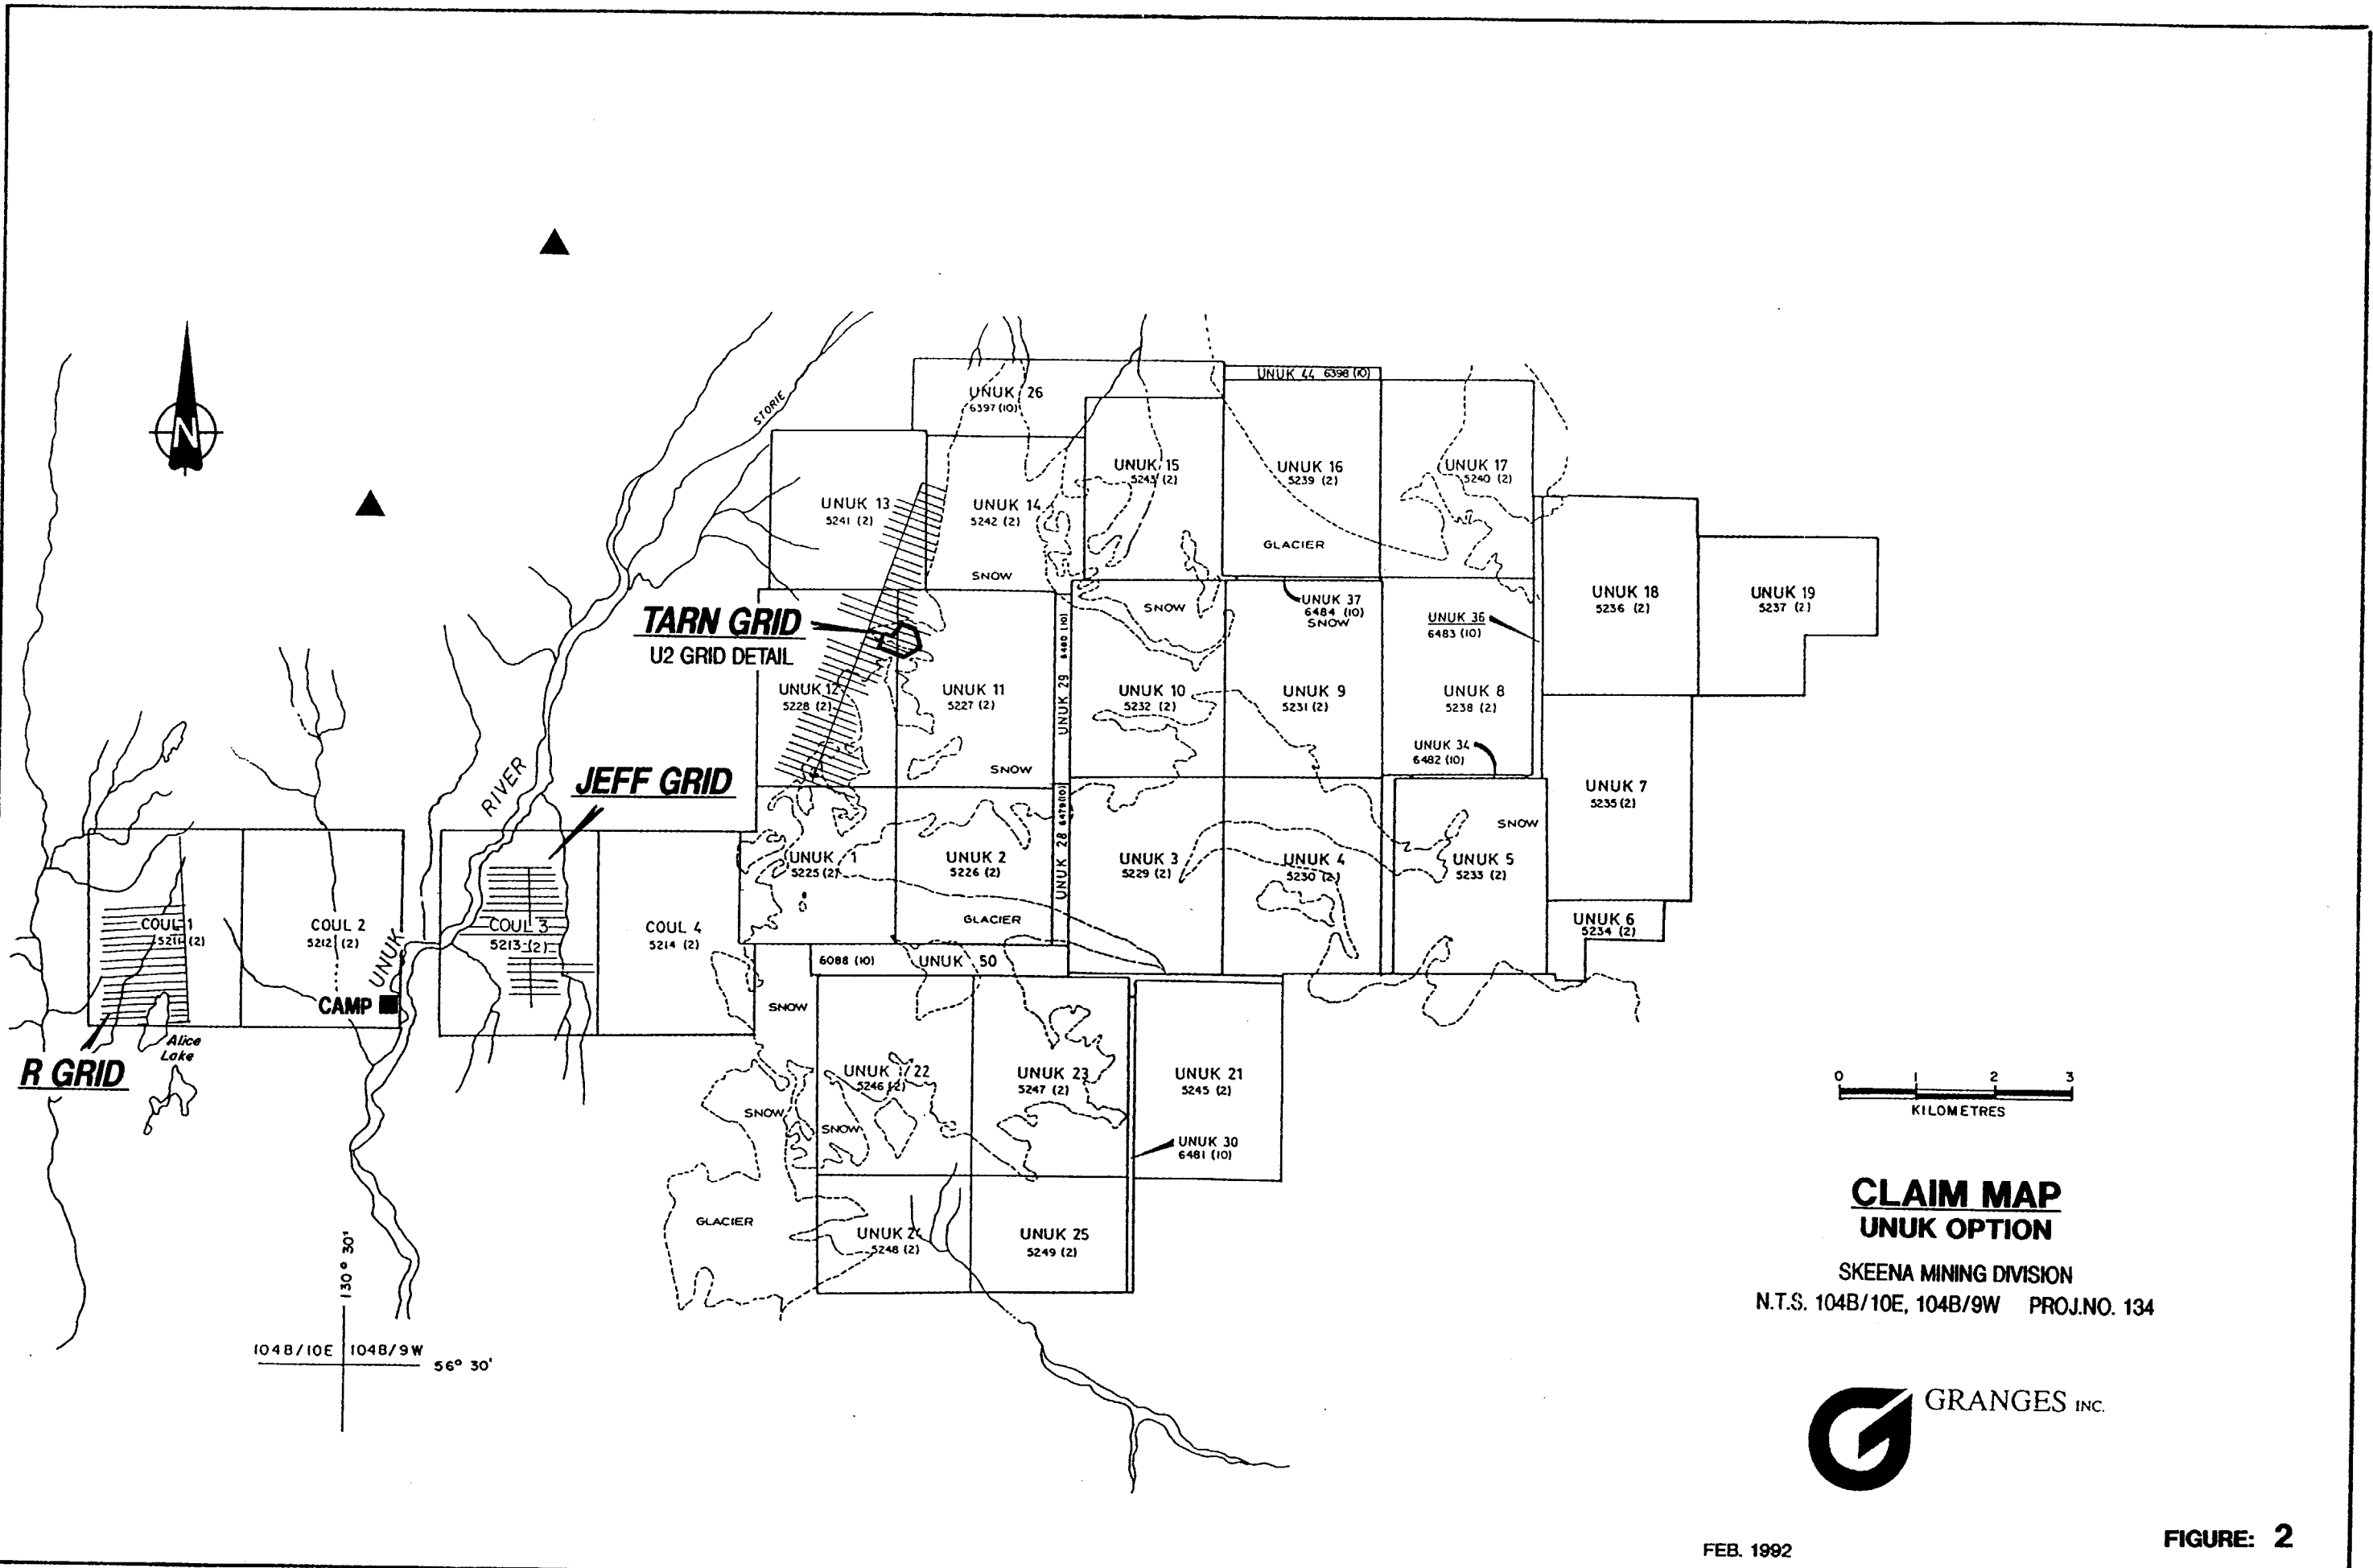 N
STORIE
UNUK 26
6397 (10)
UNUK 44 6398 (10)
UNUK 13
5241 (2)
UNUK 14
5242 (2)
SNOW
UNUK 15
5243 (2)
UNUK 16
5239 (2)
GLACIER
UNUK 17
5240 (2)
UNUK 18
5236 (2)
UNUK 19
5237 (2)
TARN GRID
U2 GRID DETAIL
UNUK 12
5228 (2)
UNUK 11
5227 (2)
SNOW
UNUK 29 6480 (10)
SNOW
UNUK 10
5232 (2)
UNUK 37
6484 (10)
SNOW
UNUK 9
5231 (2)
UNUK 36
6483 (10)
UNUK 8
5238 (2)
UNUK 34
6482 (10)
UNUK 7
5235 (2)
RIVER
JEFF GRID
UNUK 1
5225 (2)
UNUK 2
5226 (2)
GLACIER
UNUK 28 6479 (10)
UNUK 3
5229 (2)
UNUK 4
5230 (2)
SNOW
UNUK 5
5233 (2)
UNUK 6
5234 (2)
COUL 1
5211 (2)
COUL 2
5212 (2)
UNUK
COUL 3
5213 (2)
COUL 4
5214 (2)
6088 (10) UNUK 50
CAMP
SNOW
Alice
Lake
R GRID
UNUK 22
5246 (2)
UNUK 23
5247 (2)
UNUK 21
5245 (2)
SNOW
SNOW
UNUK 30
6481 (10)
GLACIER
UNUK 24
5248 (2)
UNUK 25
5249 (2)
0 1 2 3
KILOMETRES
CLAIM MAP
UNUK OPTION
SKEENA MINING DIVISION
N.T.S. 104B/10E, 104B/9W PROJ.NO. 134
130° 30'
104B/10E 104B/9W
56° 30'
GRANGES INC.
FEB. 1992
FIGURE: 2